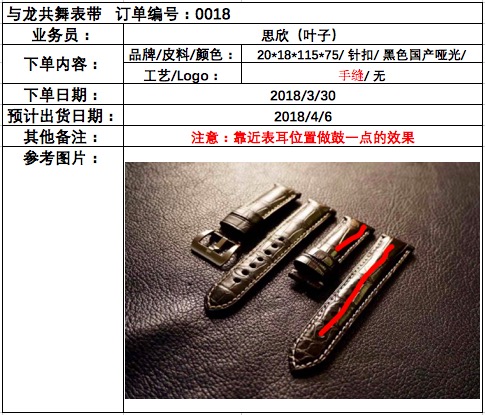 与龙共舞表带 订单编号：0018
业务员： 思欣（叶子）
下单内容： 品牌/皮料/颜色： 20*18*115*75/ 针扣/ 黑色国产哑光/
工艺/Logo： 手缝/ 无
下单日期： 2018/3/30
预计出货日期： 2018/4/6
其他备注： 注意：靠近表耳位置做鼓一点的效果
参考图片：